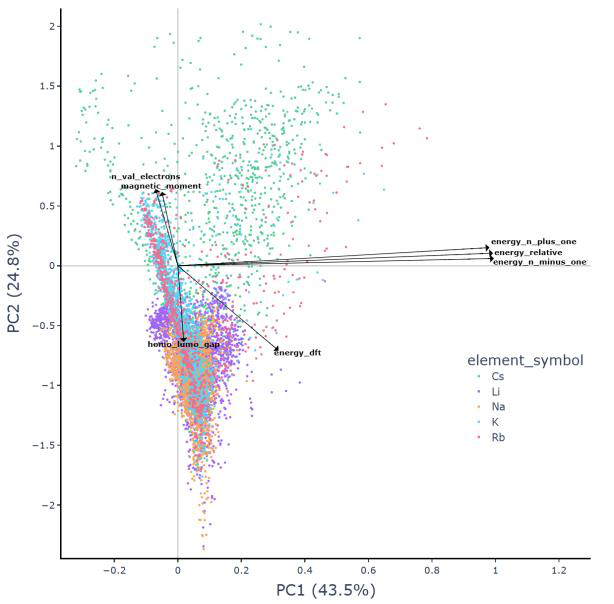 2
1.5
1
n_val_electrons
magnetic_moment
0.5
energy_n_plus_one
energy_relative
energy_n_minus_one
0
PC2 (24.8%)
−0.5
homo_lumo_gap
energy_dft
element_symbol
Cs
Li
Na
K
Rb
−1
−1.5
−2
−0.2
0
0.2
0.4
0.6
0.8
1
1.2
PC1 (43.5%)